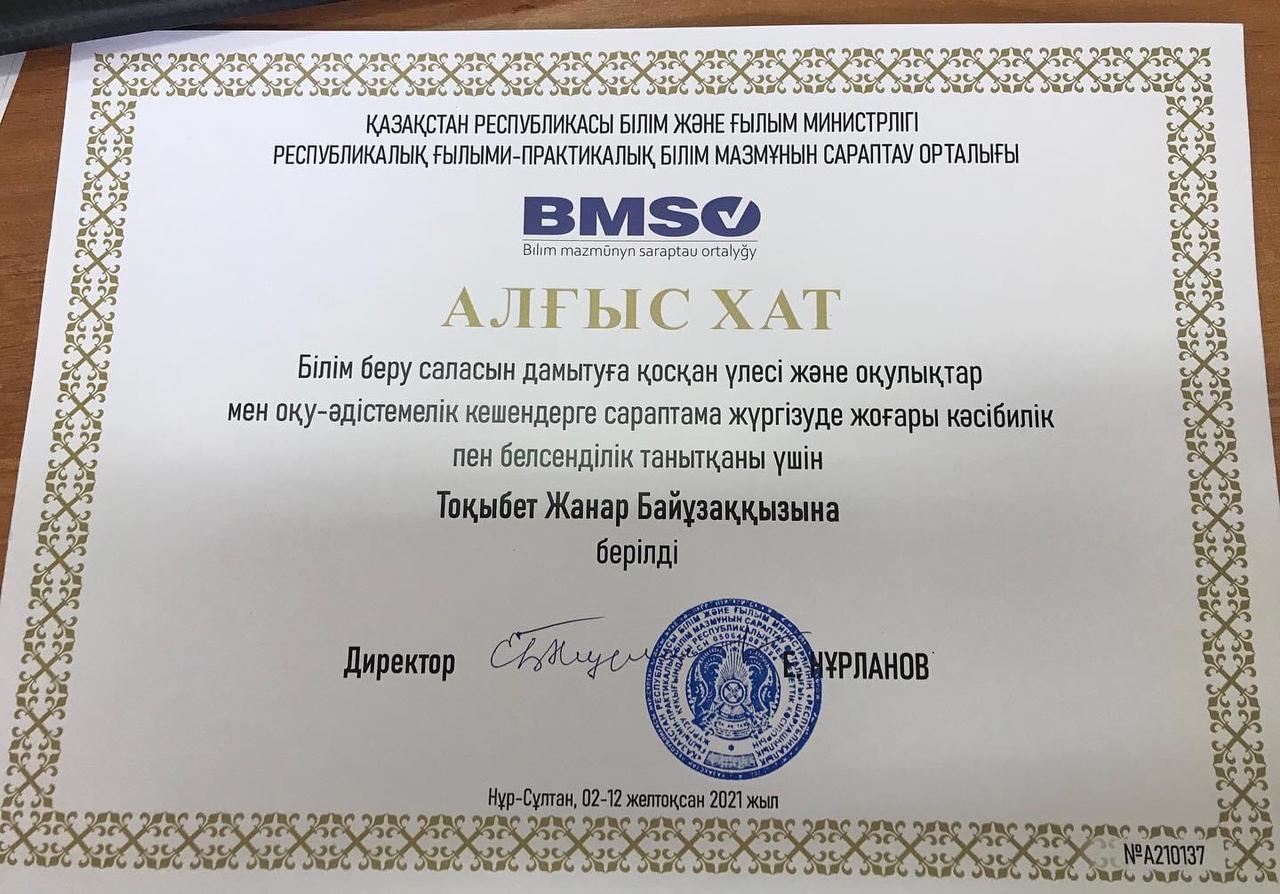 ҚАЗАҚСТАН РЕСПУБЛИКАСЫ БІЛІМ ЖӘНЕ ҒЫЛЫМ МИНИСТРЛІГІ
РЕСПУБЛИКАЛЫҚ ҒЫЛЫМИ-ПРАКТИКАЛЫҚ БІЛІМ МАЗМҰНЫН САРАПТАУ ОРТАЛЫҒЫ
BMSO
Bılım mazmūnyn saraptau ortalyǧy
АЛҒЫС ХАТ
Білім беру саласын дамытуға қосқан үлесі және оқулықтар
мен оқу-әдістемелік кешендерге сараптама жүргізуде жоғары кәсібилік
пен белсенділік танытқаны үшін
Тоқыбет Жанар Байұзаққызына
берілді
Директор Е. НҰРЛАНОВ
Нұр-Сұлтан, 02-12 желтоқсан 2021 жыл
№А210137